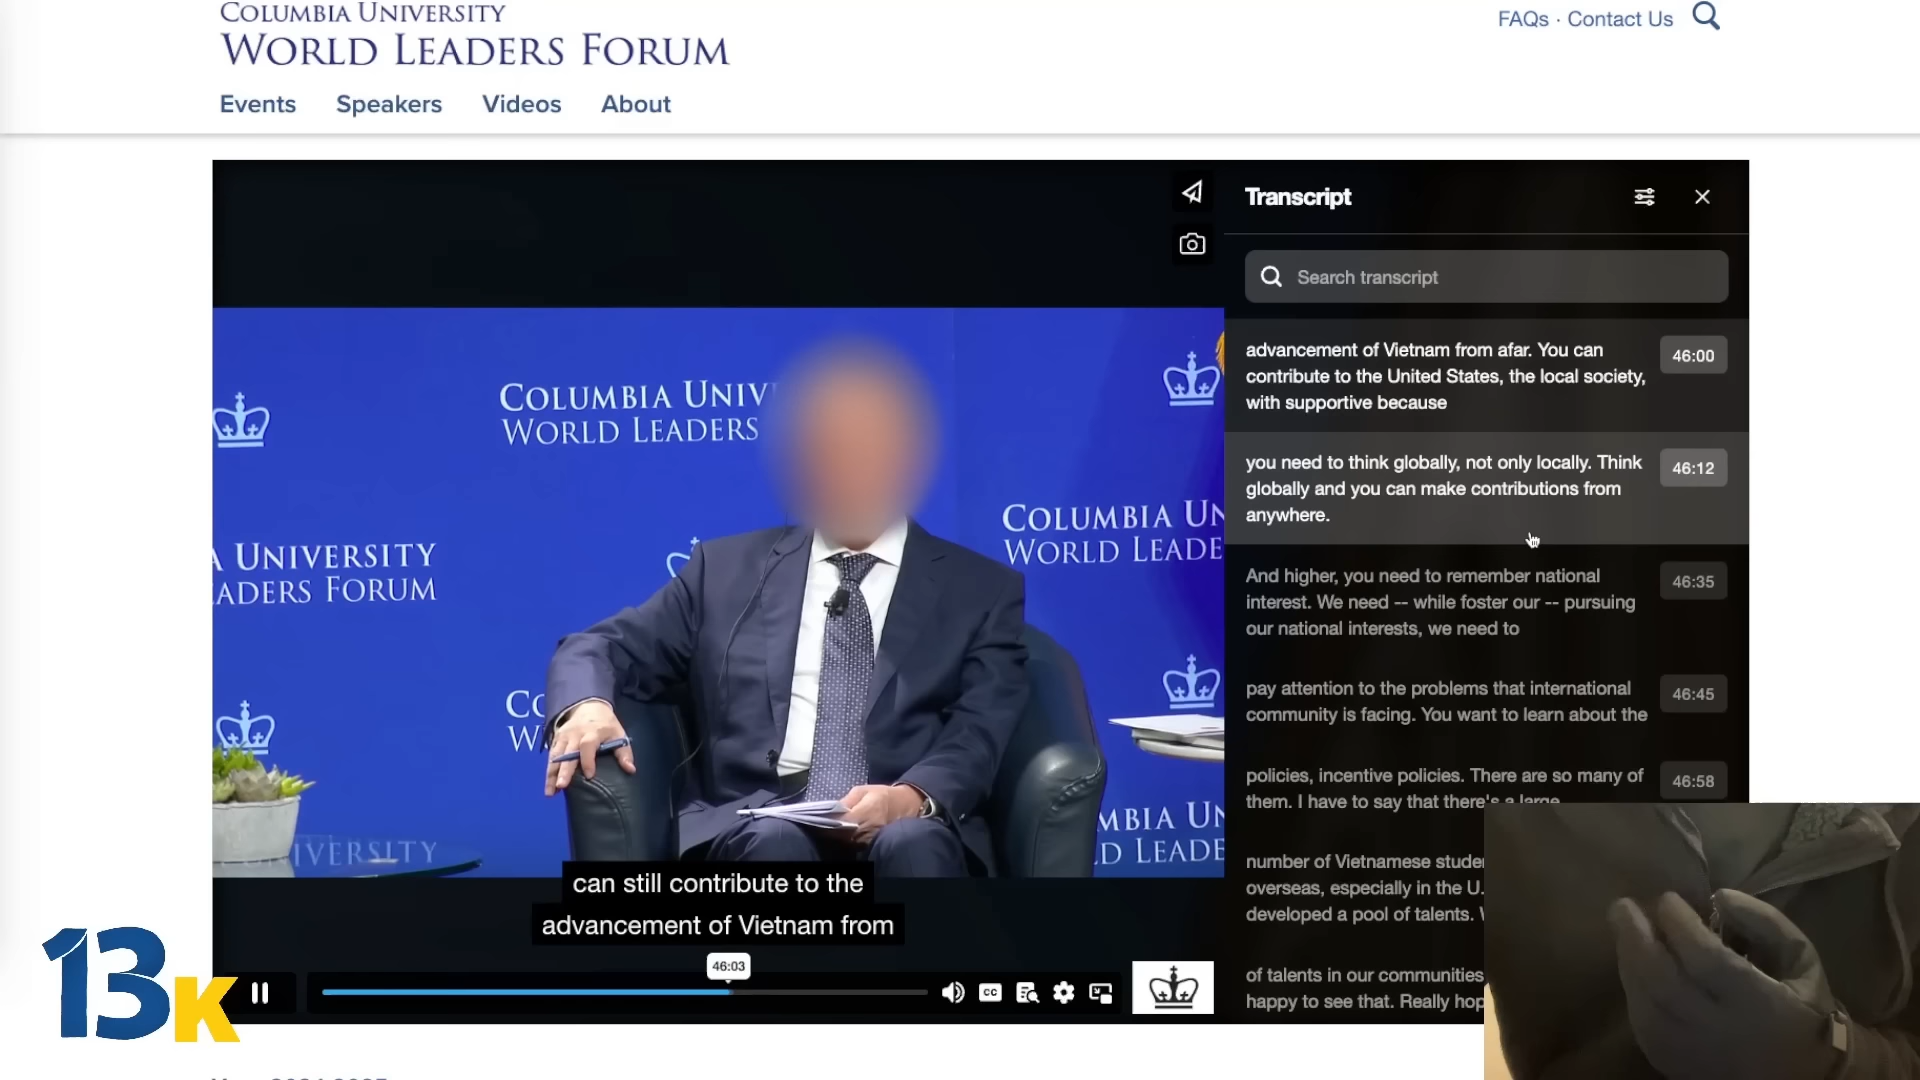 COLUMBIA UNIVERSITY
WORLD LEADERS FORUM
FAQs · Contact Us
Events Speakers Videos About
Transcript
Search transcript
advancement of Vietnam from afar. You can
contribute to the United States, the local society,
with supportive because
46:00
you need to think globally, not only locally. Think
globally and you can make contributions from
anywhere.
46:12
And higher, you need to remember national
interest. We need -- while foster our -- pursuing
our national interests, we need to
46:35
pay attention to the problems that international
community is facing. You want to learn about the
46:45
policies, incentive policies. There are so many of
them. I have to say that there's a large
46:58
number of Vietnamese
overseas, especially in the U.
developed a pool of talents.
of talents in our communities
happy to see that. Really
COLUMBIA UNIV
WORLD LEADERS
COLUMBIA UN
WORLD LEADE
A UNIVERSITY
EADERS FORUM
CO
W
MBIA UN
D LEADE
IVERSITY
can still contribute to the
advancement of Vietnam from
46:03
CC
13K